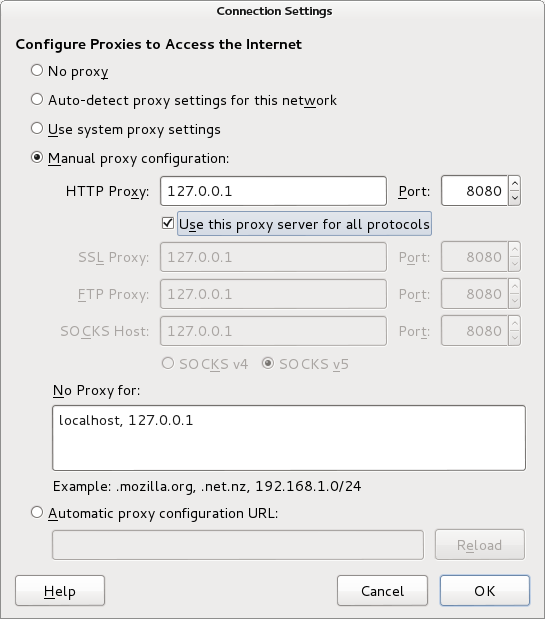 Connection Settings
Configure Proxies to Access the Internet
No proxy
Auto-detect proxy settings for this network
Use system proxy settings
Manual proxy configuration:
HTTP Proxy: 127.0.0.1 Port: 8080
Use this proxy server for all protocols
SSL Proxy: 127.0.0.1 Port: 8080
FTP Proxy: 127.0.0.1 Port: 8080
SOCKS Host: 127.0.0.1 Port: 8080
SOCKS v4 SOCKS v5
No Proxy for:
localhost, 127.0.0.1
Example: .mozilla.org, .net.nz, 192.168.1.0/24
Automatic proxy configuration URL:
Reload
Help Cancel OK